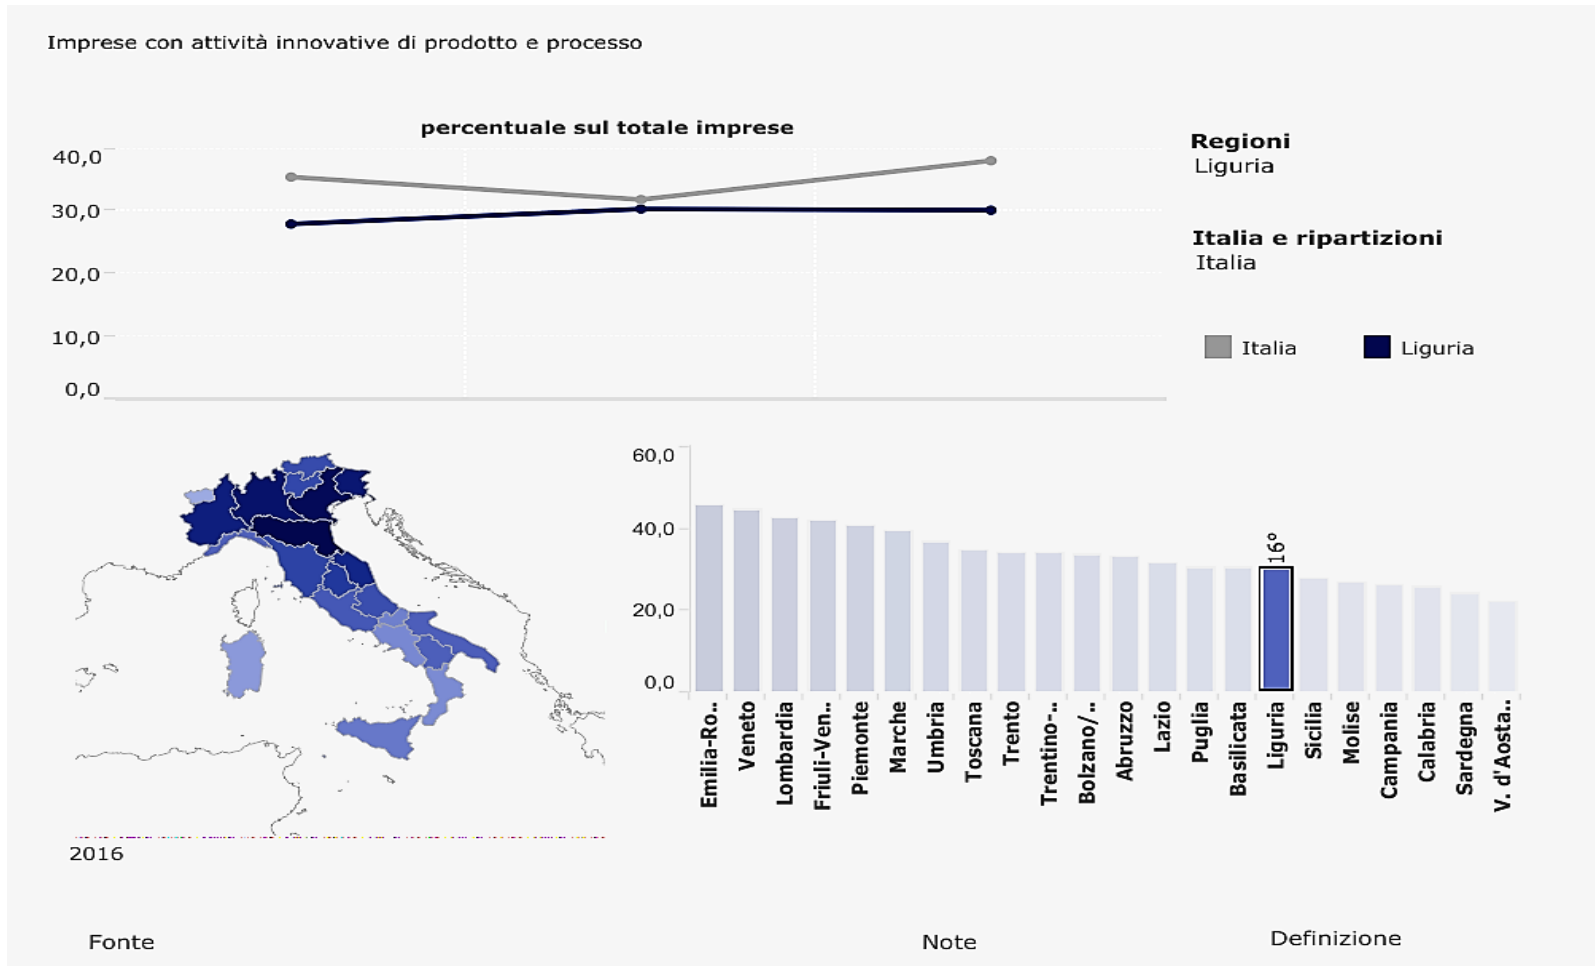 Imprese con attività innovative di prodotto e processo
percentuale sul totale imprese
40,0
30,0
20,0
10,0
0,0
Regioni
Liguria
Italia e ripartizioni
Italia
Italia
Liguria
60,0
40,0
20,0
0,0
16°
Emilia-Ro..
Veneto
Lombardia
Friuli-Ven..
Piemonte
Marche
Umbria
Toscana
Trento
Trentino-..
Bolzano/..
Abruzzo
Lazio
Puglia
Basilicata
Liguria
Sicilia
Molise
Campania
Calabria
Sardegna
V. d'Aosta..
2016
Fonte
Note
Definizione